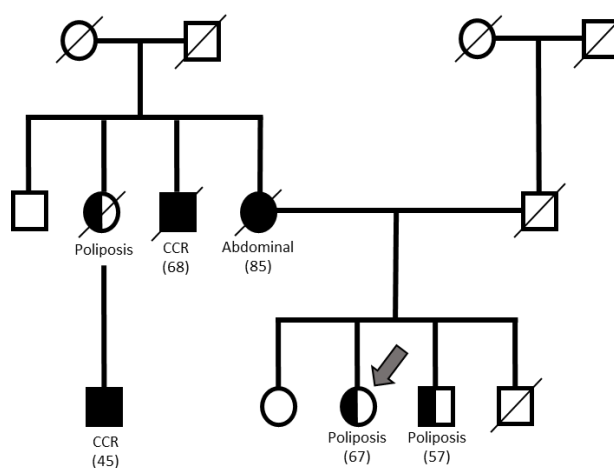 Poliposis
CCR
(68)
Abdominal
(85)
CCR
(45)
Poliposis
(67)
Poliposis
(57)